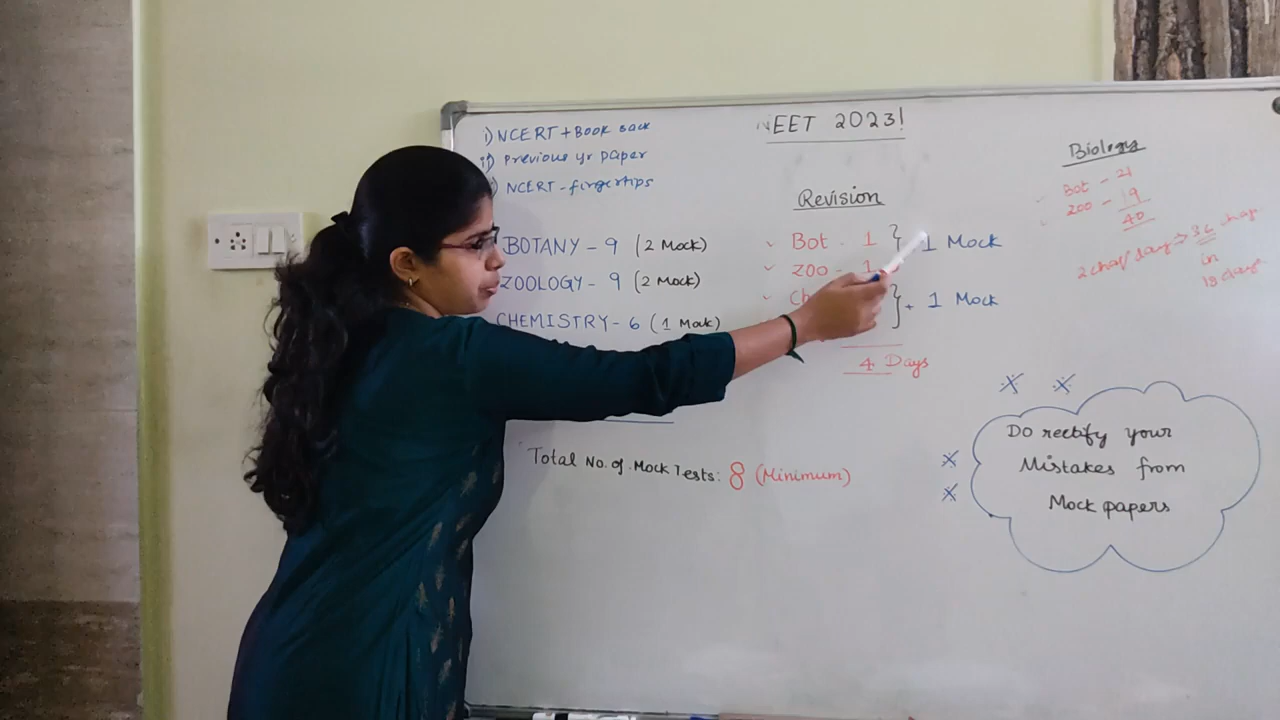 NEET 2023!
i) NCERT + Book back
ii) Previous yr paper
NCERT - fingertips
BOTANY - 9 (2 Mock)
ZOOLOGY - 9 (2 Mock)
CHEMISTRY - 6 (1 Mock)
Total No. of Mock Tests: 8 (Minimum)
Revision
Bot - 1 } 1 Mock
Zoo - 1
Ch } + 1 Mock
4 Days
Biology
Bot - 21
Zoo - 19
40
2 chap/day => 36 chap
in
18 days
Do rectify your
Mistakes from
Mock papers